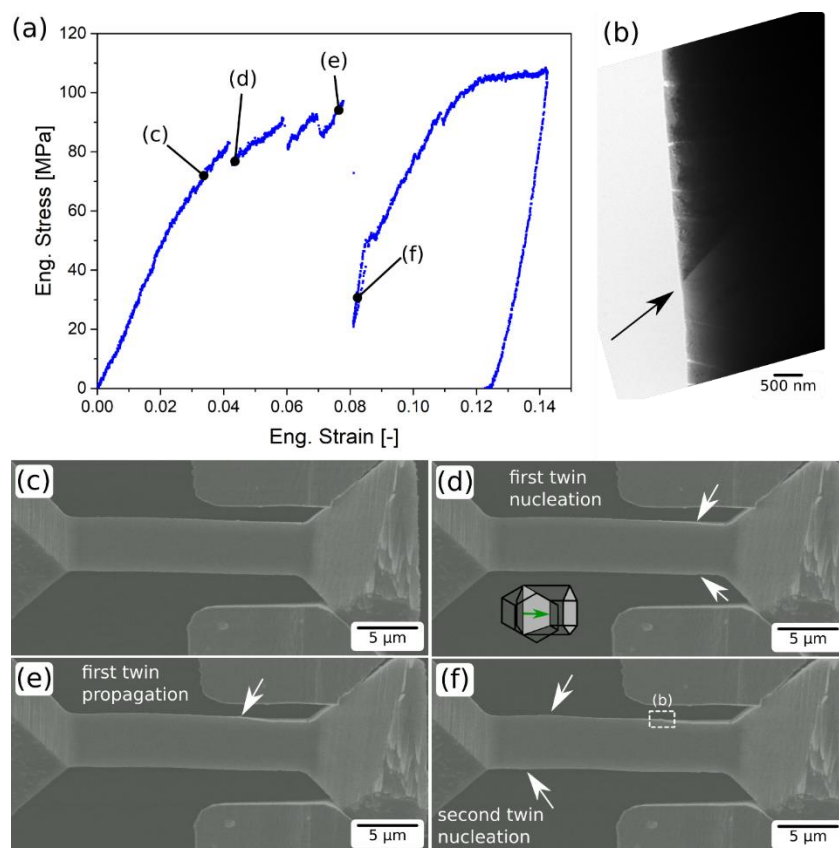 (a)
120
100
80
60
40
20
0
Eng. Stress [MPa]
(c)
(d)
(e)
(f)
0.00 0.02 0.04 0.06 0.08 0.10 0.12 0.14
Eng. Strain [-]
(b)
500 nm
(c)
5 µm
(d)
first twin
nucleation
5 µm
(e)
first twin
propagation
5 µm
(f)
(b)
second twin
nucleation
5 µm